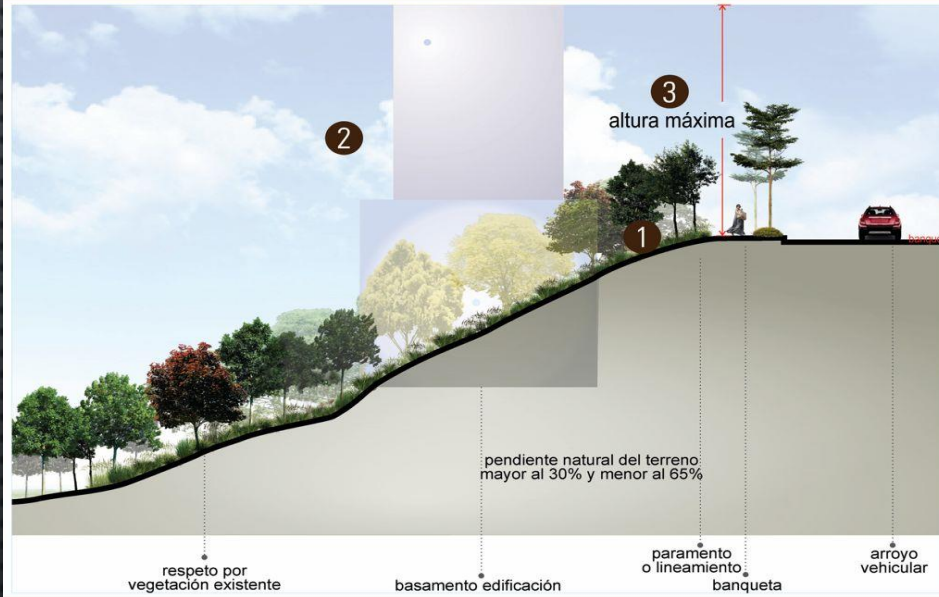 3
altura máxima
2
1
banque
pendiente natural del terreno
mayor al 30% y menor al 65%
respeto por
vegetación existente
basamento edificación
paramento
o lineamiento
banqueta
arroyo
vehicular